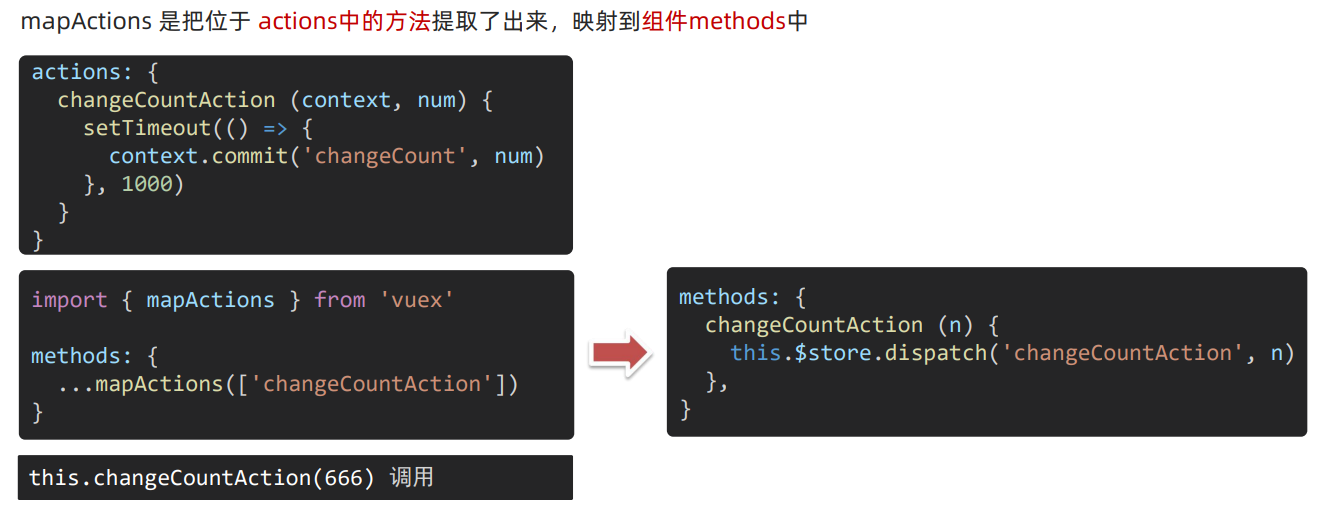 mapActions 是把位于 actions中的方法提取了出来，映射到组件methods中
actions: {
  changeCountAction (context, num) {
    setTimeout(() => {
      context.commit('changeCount', num)
    }, 1000)
  }
}
import { mapActions } from 'vuex'

methods: {
  ...mapActions(['changeCountAction'])
}
methods: {
  changeCountAction (n) {
    this.$store.dispatch('changeCountAction', n)
  },
}
this.changeCountAction(666) 调用